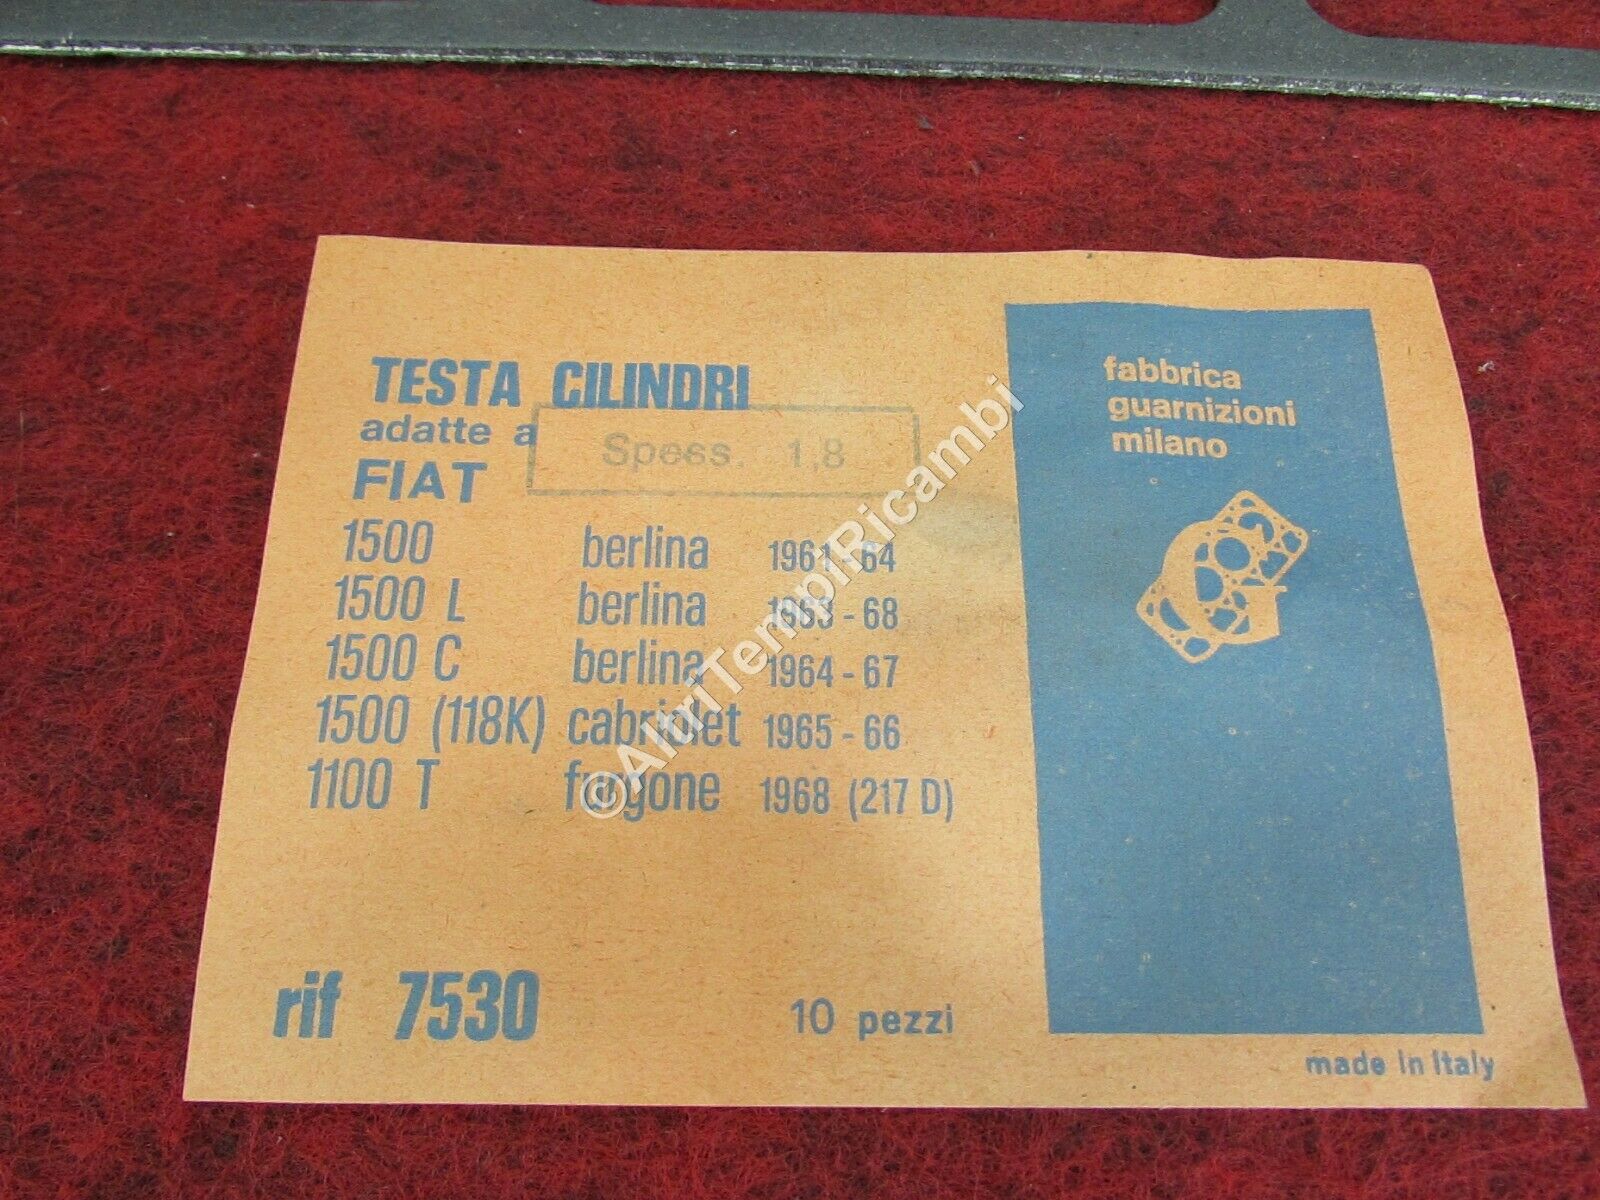 TESTA CILINDRI
adatte a
Spess. 1,8
FIAT
1500 berlina 1961 - 64
1500 L berlina 1963 - 68
1500 C berlina 1964 - 67
1500 (118K) cabriolet 1965 - 66
1100 T furgone 1968 (217 D)
rif 7530
10 pezzi
fabbrica
guarnizioni
milano
made in Italy
©AltriTempiRicambi